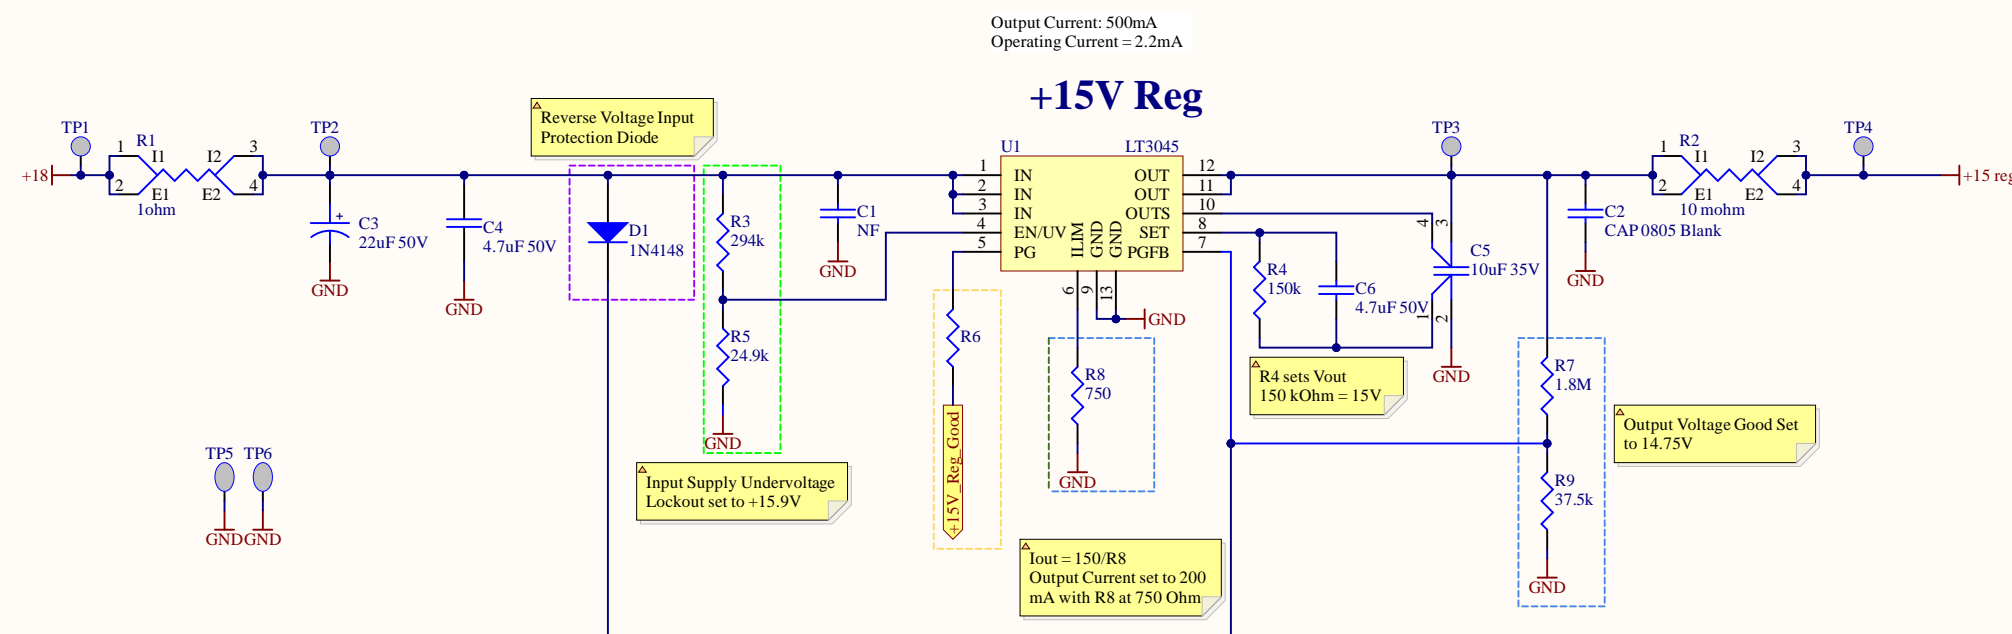 Output Current: 500mA
Operating Current = 2.2mA
+15V Reg
Reverse Voltage Input
Protection Diode
TP1
TP2
TP3
TP4
+18
1
2
R1
I1
I2
E1
E2
3
4
1ohm
C3
22uF 50V
GND
C4
4.7uF 50V
GND
D1
1N4148
R3
294k
R5
24.9k
GND
C1
NF
GND
U1
LT3045
1
2
3
4
5
IN
IN
IN
EN/UV
PG
ILIM
GND
GND
OUT
OUT
OUTS
SET
PGFB
12
11
10
8
7
6
9
13
GND
R6
+15V_Reg_Good
R8
750
GND
R4
150k
C6
4.7uF 50V
4
3
1
2
C5
10uF 35V
GND
C2
CAP 0805 Blank
GND
1
2
R2
I1
I2
E1
E2
3
4
10 mohm
+15 reg
R4 sets Vout
150 kOhm = 15V
R7
1.8M
R9
37.5k
GND
Output Voltage Good Set
to 14.75V
TP5
TP6
GND
GND
Input Supply Undervoltage
Lockout set to +15.9V
Iout = 150/R8
Output Current set to 200
mA with R8 at 750 Ohm